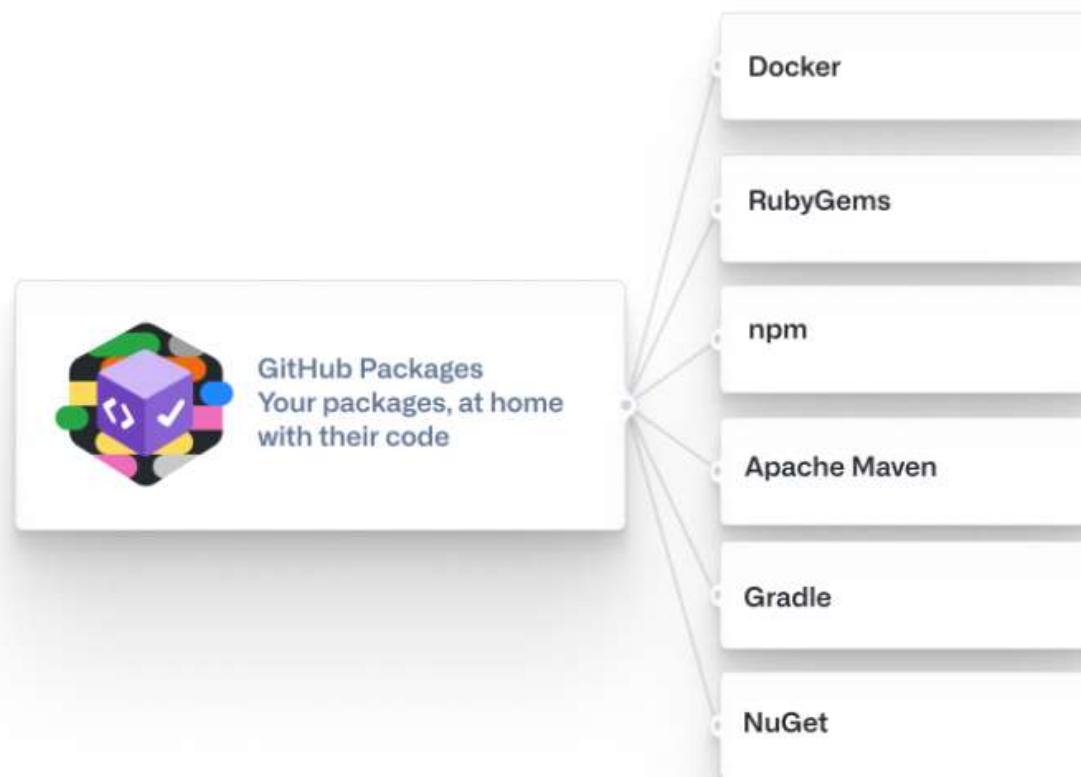 GitHub Packages
Your packages, at home
with their code
Docker
RubyGems
npm
Apache Maven
Gradle
NuGet